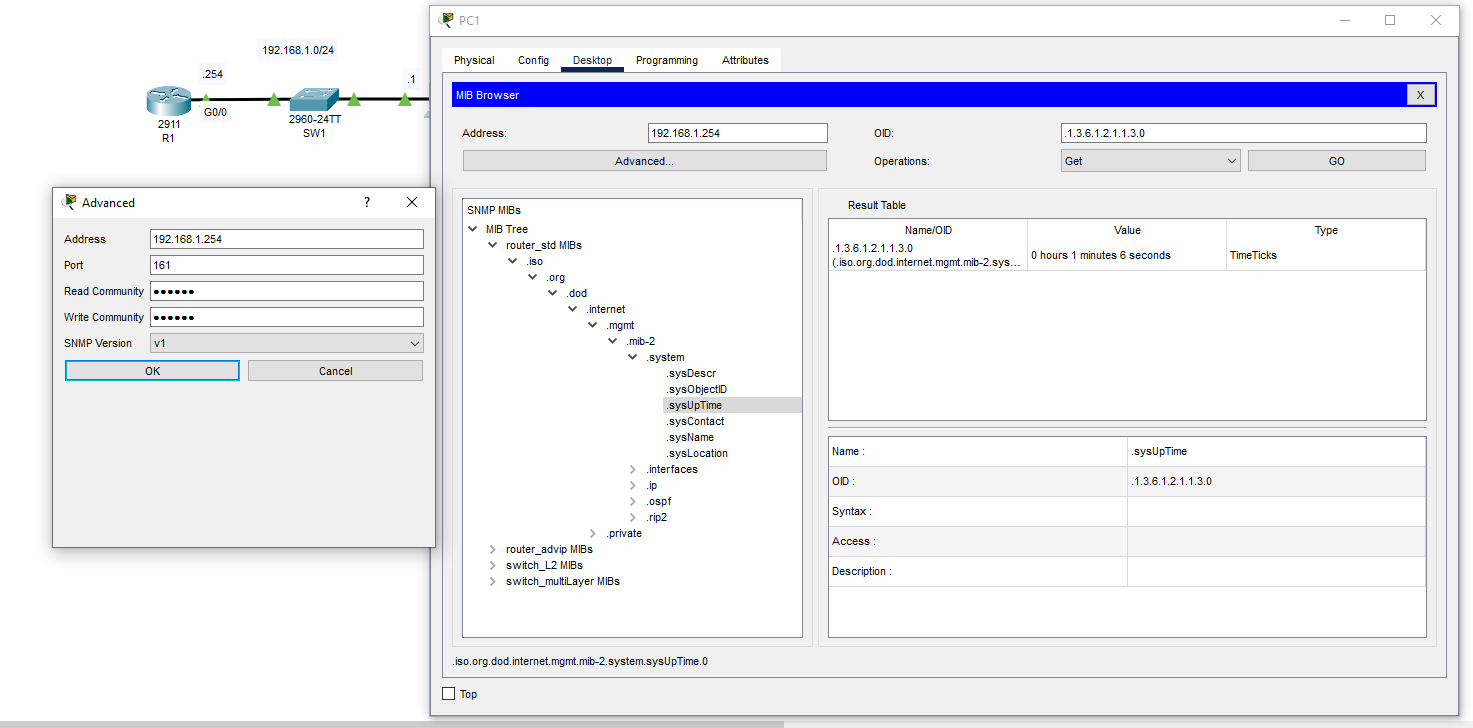 192.168.1.0/24
.254
.1
G0/0
2911
R1
2960-24TT
SW1
Advanced
?
Address
192.168.1.254
Port
161
Read Community
●●●●●●
Write Community
●●●●●●
SNMP Version
v1
OK
Cancel
PC1
Physical
Config
Desktop
Programming
Attributes
MIB Browser
X
Address:
192.168.1.254
OID:
.1.3.6.1.2.1.1.3.0
Advanced...
Operations:
Get
GO
SNMP MIBs
MIB Tree
router_std MIBs
.iso
.org
.dod
.internet
.mgmt
.mib-2
.system
.sysDescr
.sysObjectID
.sysUpTime
.sysContact
.sysName
.sysLocation
.interfaces
.ip
.ospf
.rip2
.private
router_advip MIBs
switch_L2 MIBs
switch_multiLayer MIBs
Result Table
Name/OID
Value
Type
.1.3.6.1.2.1.1.3.0
(.iso.org.dod.internet.mgmt.mib-2.sys...
0 hours 1 minutes 6 seconds
TimeTicks
Name :
.sysUpTime
OID :
.1.3.6.1.2.1.1.3.0
Syntax :
Access :
Description :
.iso.org.dod.internet.mgmt.mib-2.system.sysUpTime.0
Top